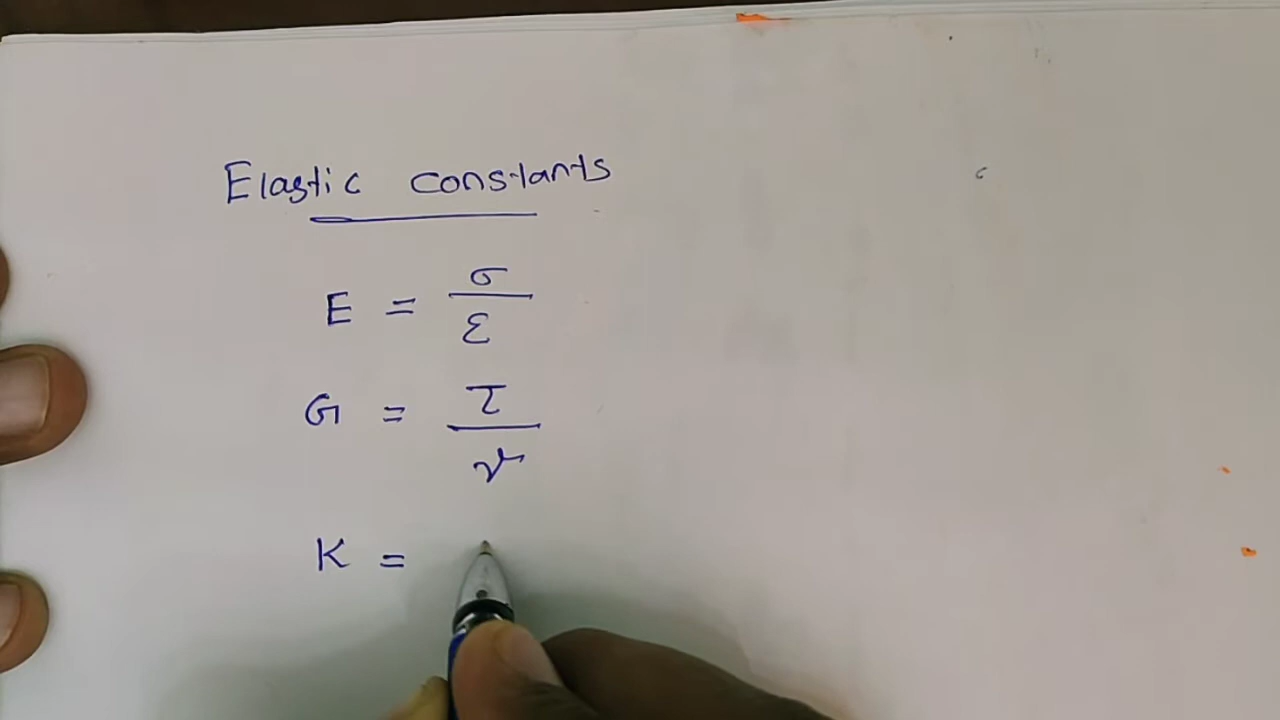 Elastic constants
E = σ / ε
G = τ / γ
K =